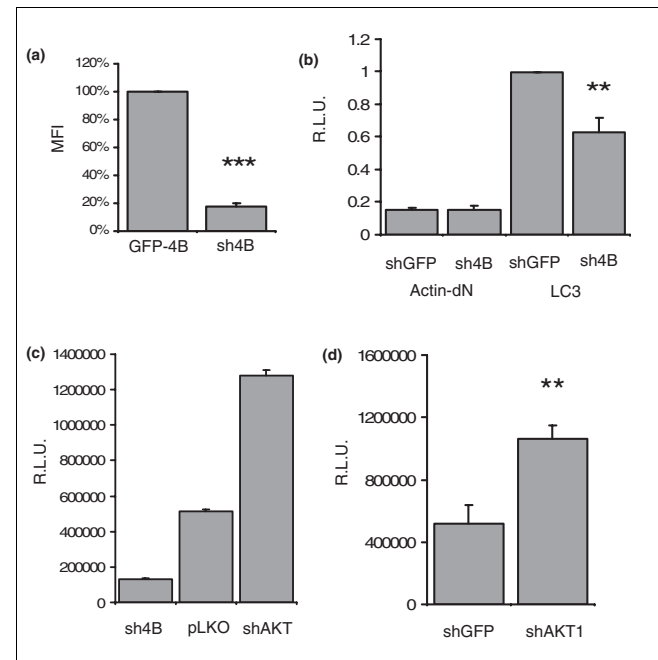 (a)
120%
100%
80%
60%
40%
20%
0%
MFI
***
GFP-4B sh4B
(b)
1.2
1
0.8
0.6
0.4
0.2
0
R.L.U.
**
shGFP sh4B shGFP sh4B
Actin-dN LC3
(c)
1400000
1200000
1000000
800000
600000
400000
200000
0
R.L.U.
sh4B pLKO shAKT
(d)
1600000
1200000
800000
400000
0
R.L.U.
**
shGFP shAKT1